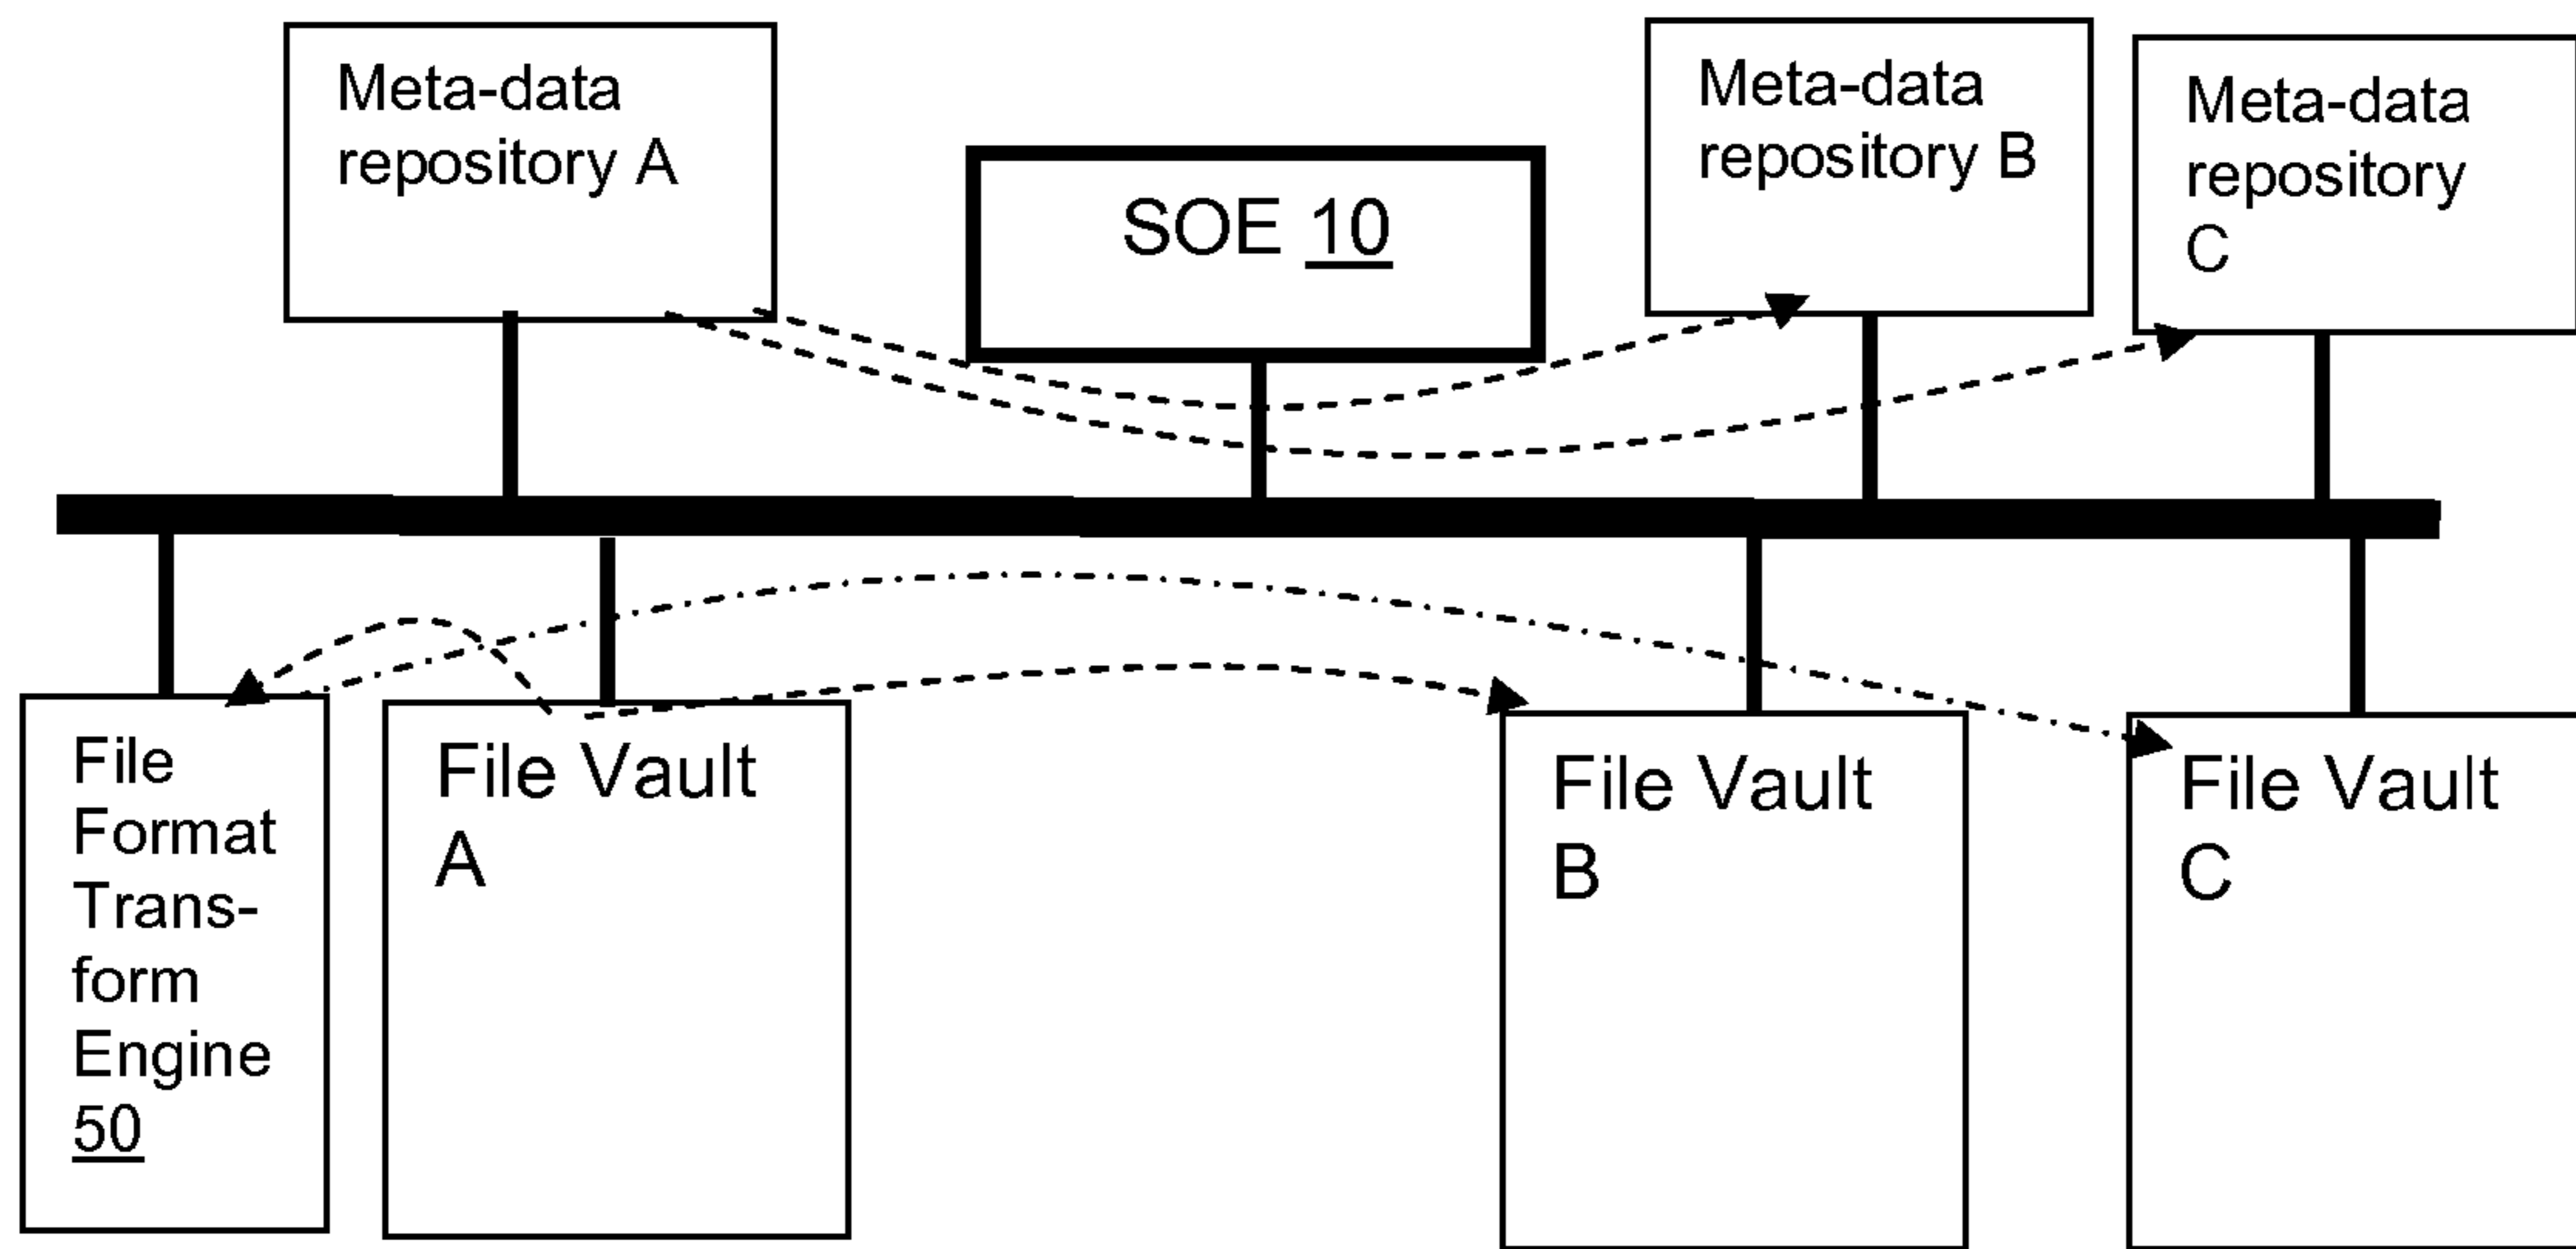 Meta-data
repository A
SOE 10
Meta-data
repository B
Meta-data
repository
C
File
Format
Trans-
form
Engine
50
File Vault
A
File Vault
B
File Vault
C